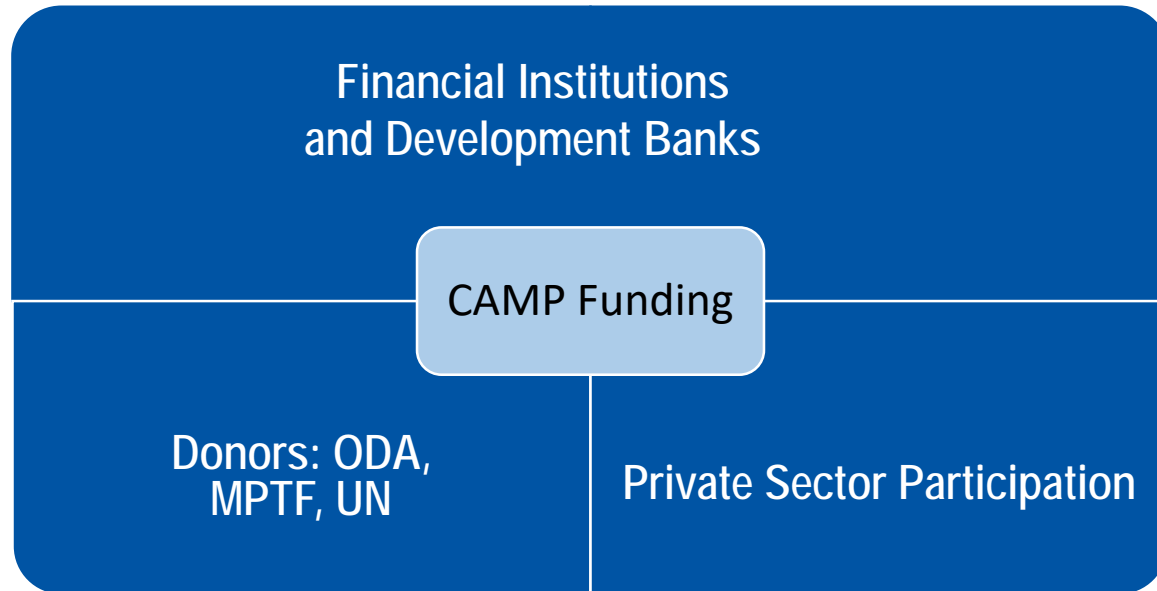 Financial Institutions
and Development Banks
CAMP Funding
Donors: ODA,
MPTF, UN
Private Sector Participation